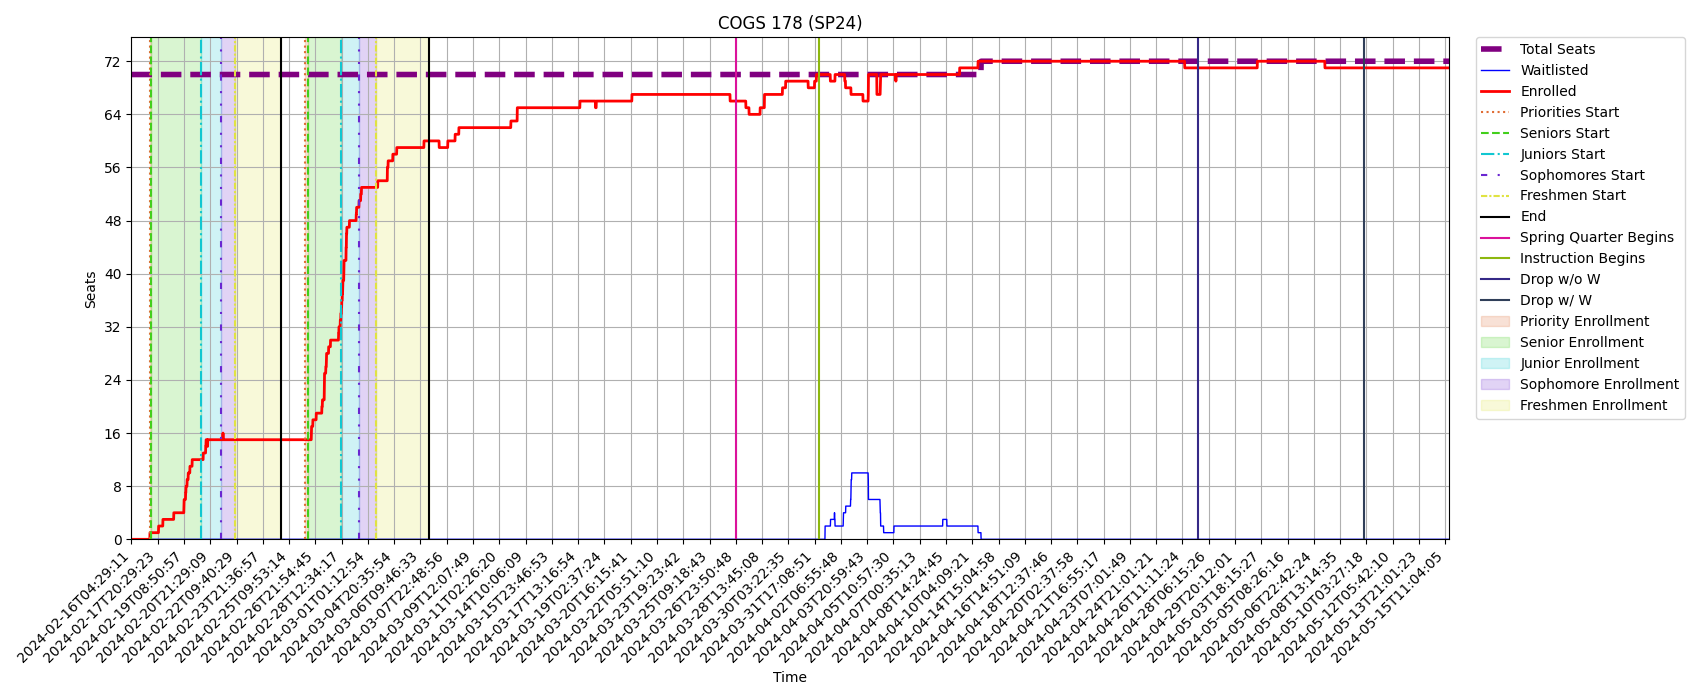 COGS 178 (SP24)
Seats
72
64
56
48
40
32
24
16
8
0
2024-02-16T04:29:11
2024-02-17T20:29:23
2024-02-19T08:50:57
2024-02-20T21:29:09
2024-02-22T09:40:29
2024-02-23T21:36:57
2024-02-25T09:53:14
2024-02-26T21:54:45
2024-02-28T12:34:17
2024-03-01T01:12:54
2024-03-04T20:35:54
2024-03-06T09:46:33
2024-03-07T22:48:56
2024-03-09T12:07:49
2024-03-11T02:26:20
2024-03-14T10:06:09
2024-03-15T23:46:53
2024-03-17T13:16:54
2024-03-19T02:37:24
2024-03-20T16:15:41
2024-03-22T05:51:10
2024-03-23T19:23:42
2024-03-25T09:18:43
2024-03-26T23:50:48
2024-03-28T13:45:08
2024-03-30T03:22:35
2024-03-31T17:08:51
2024-04-02T06:55:48
2024-04-03T20:59:43
2024-04-05T10:57:30
2024-04-07T00:35:13
2024-04-08T14:24:45
2024-04-10T04:09:21
2024-04-14T15:04:58
2024-04-16T14:51:09
2024-04-18T12:37:46
2024-04-20T02:37:58
2024-04-21T16:55:17
2024-04-23T07:01:49
2024-04-24T21:01:21
2024-04-26T11:11:24
2024-04-28T06:15:26
2024-04-29T20:12:01
2024-05-03T18:15:27
2024-05-05T08:26:16
2024-05-06T22:42:24
2024-05-08T13:14:35
2024-05-10T03:27:18
2024-05-12T05:42:10
2024-05-13T21:01:23
2024-05-15T11:04:05
Time
Total Seats
Waitlisted
Enrolled
Priorities Start
Seniors Start
Juniors Start
Sophomores Start
Freshmen Start
End
Spring Quarter Begins
Instruction Begins
Drop w/o W
Drop w/ W
Priority Enrollment
Senior Enrollment
Junior Enrollment
Sophomore Enrollment
Freshmen Enrollment